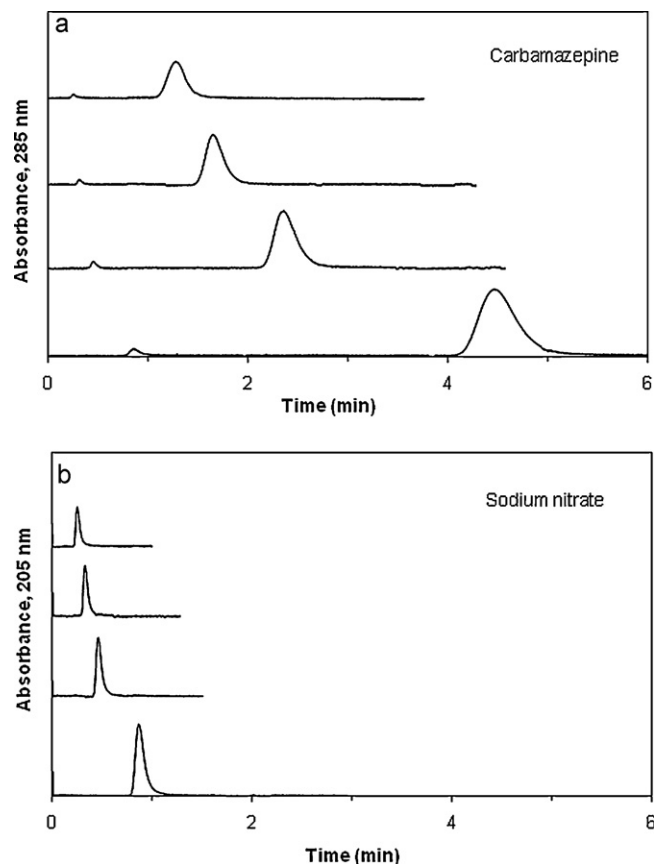 a
Carbamazepine
Absorbance, 285 nm
0 2 4 6
Time (min)
b
Sodium nitrate
Absorbance, 205 nm
0 2 4 6
Time (min)